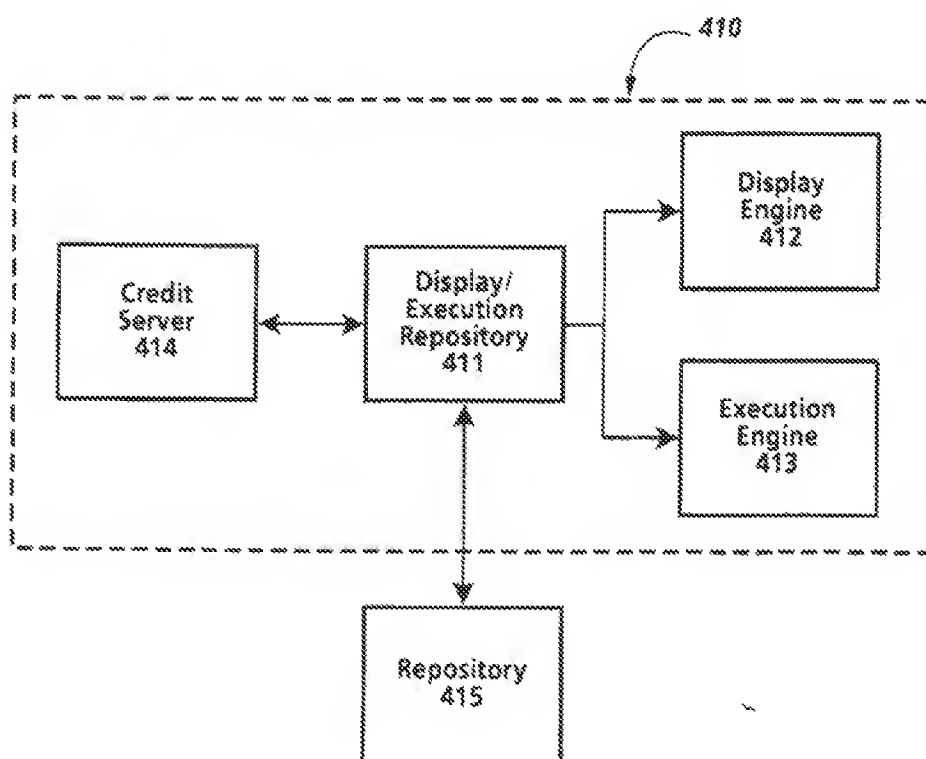 410
Display
Engine
412
Credit
Server
414
Display/
Execution
Repository
411
Execution
Engine
413
Repository
415